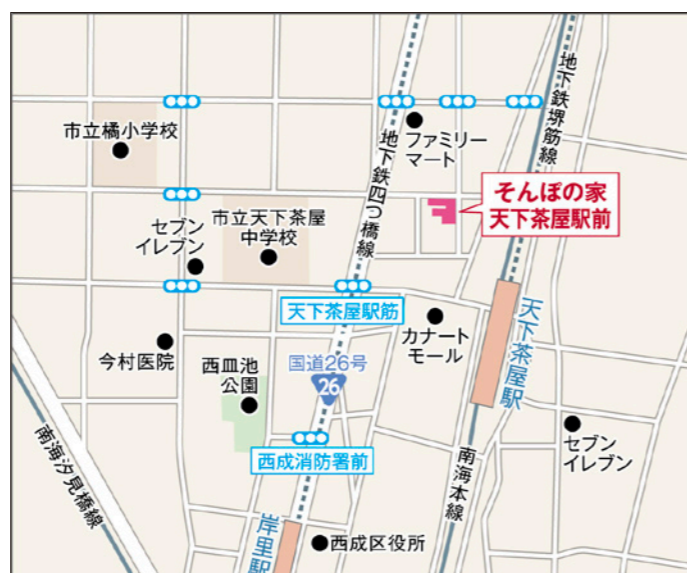 市立橘小学校
ファミリー
マート
地下鉄四つ橋線
地下鉄堺筋線
そんぽの家
天下茶屋駅前
セブン
イレブン
市立天下茶屋
中学校
天下茶屋駅筋
カナート
モール
天下茶屋駅
今村医院
西皿池
公園
国道26号
26
南海汐見橋線
西成消防署前
南海本線
セブン
イレブン
岸里駅
西成区役所